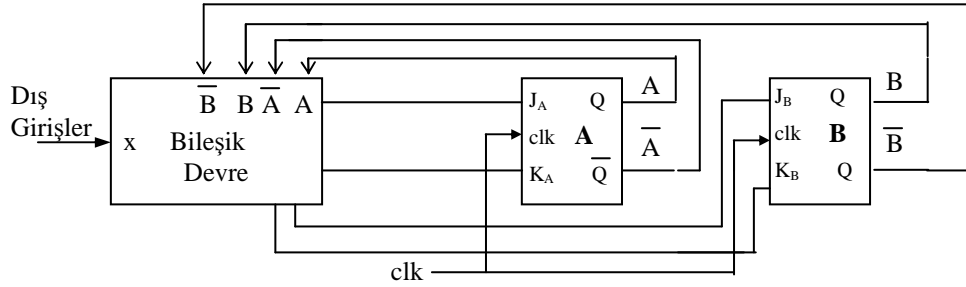 Dış
Girişler
B̅ B A̅ A
x Bileşik
Devre
J_A Q
clk A
K_A Q̅
A
A̅
J_B Q
clk B
K_B Q
B
B̅
clk